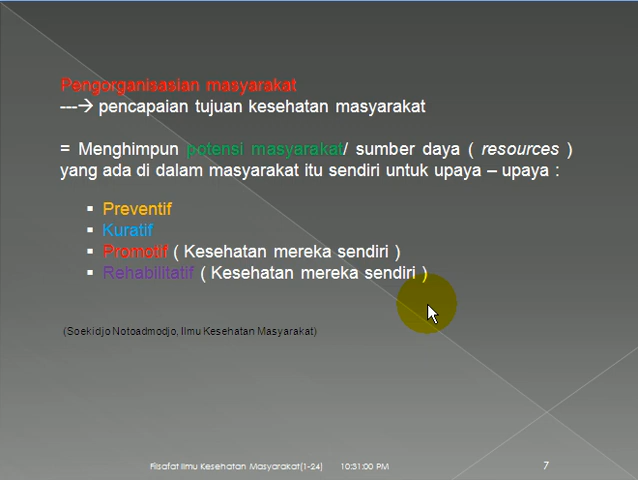 Pengorganisasian masyarakat
---→ pencapaian tujuan kesehatan masyarakat
= Menghimpun potensi masyarakat/ sumber daya ( resources )
yang ada di dalam masyarakat itu sendiri untuk upaya – upaya :
▪ Preventif
▪ Kuratif
▪ Promotif ( Kesehatan mereka sendiri )
▪ Rehabilitatif ( Kesehatan mereka sendiri )
(Soekidjo Notoadmodjo, Ilmu Kesehatan Masyarakat)
Flisafat Ilmu Kesehatan Masyarakat(1-24) 10:31:00 PM 7